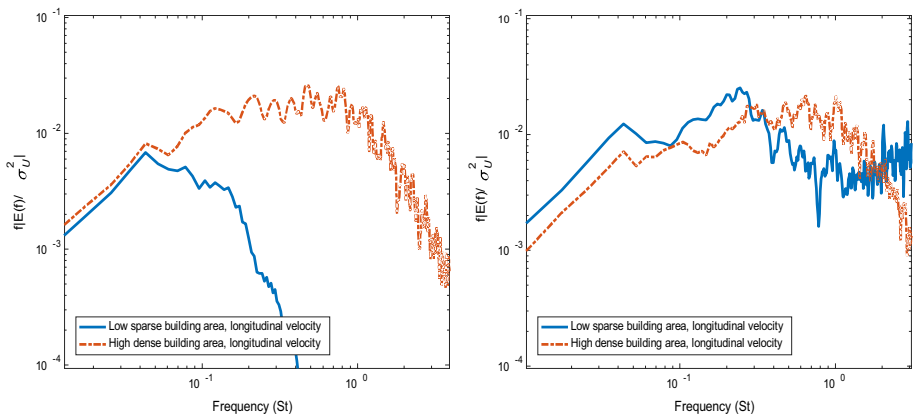 10⁻¹
10⁻²
10⁻³
10⁻⁴
f|E(f)/ σ²_U|
Low sparse building area, longitudinal velocity
High dense building area, longitudinal velocity
10⁻¹
10⁰
Frequency (St)
10⁻¹
10⁻²
10⁻³
10⁻⁴
f|E(f)/ σ²_U|
Low sparse building area, longitudinal velocity
High dense building area, longitudinal velocity
10⁻¹
10⁰
Frequency (St)